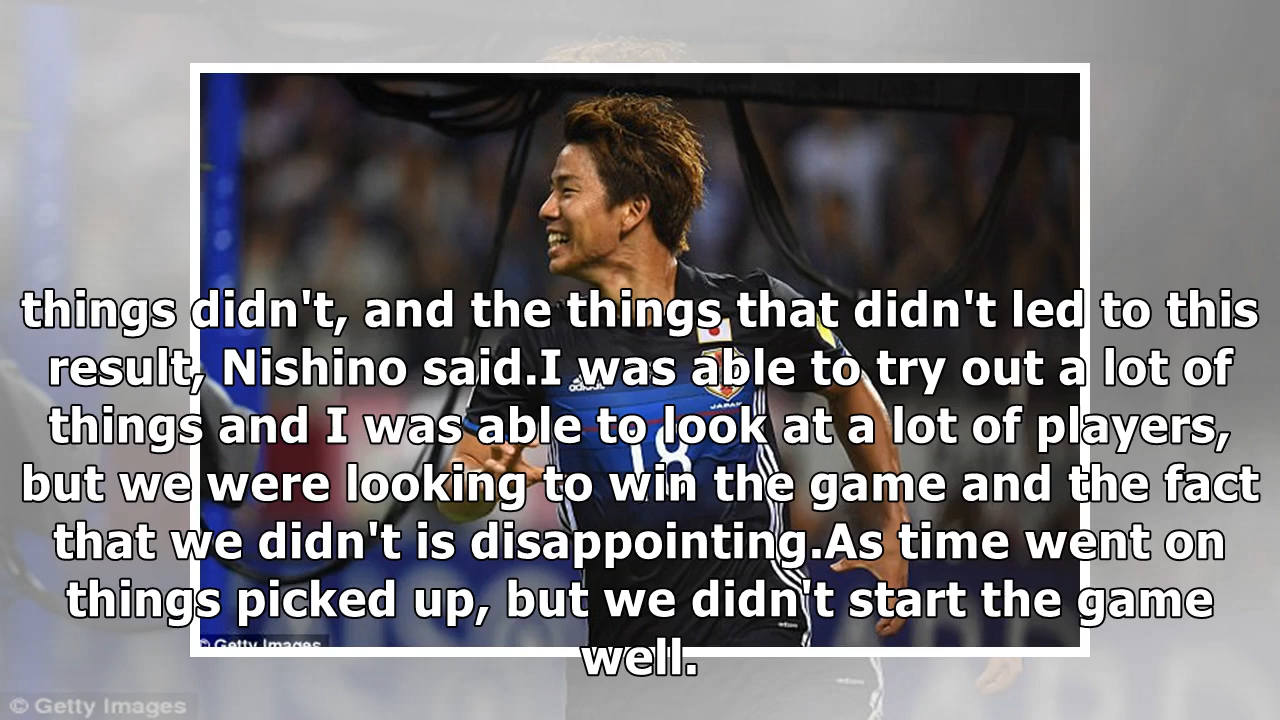 things didn't, and the things that didn't led to this
result, Nishino said.I was able to try out a lot of
things and I was able to look at a lot of players,
but we were looking to win the game and the fact
that we didn't is disappointing.As time went on
things picked up, but we didn't start the game
well.
adidas
JAPAN
18
© Getty Images
© Getty Images